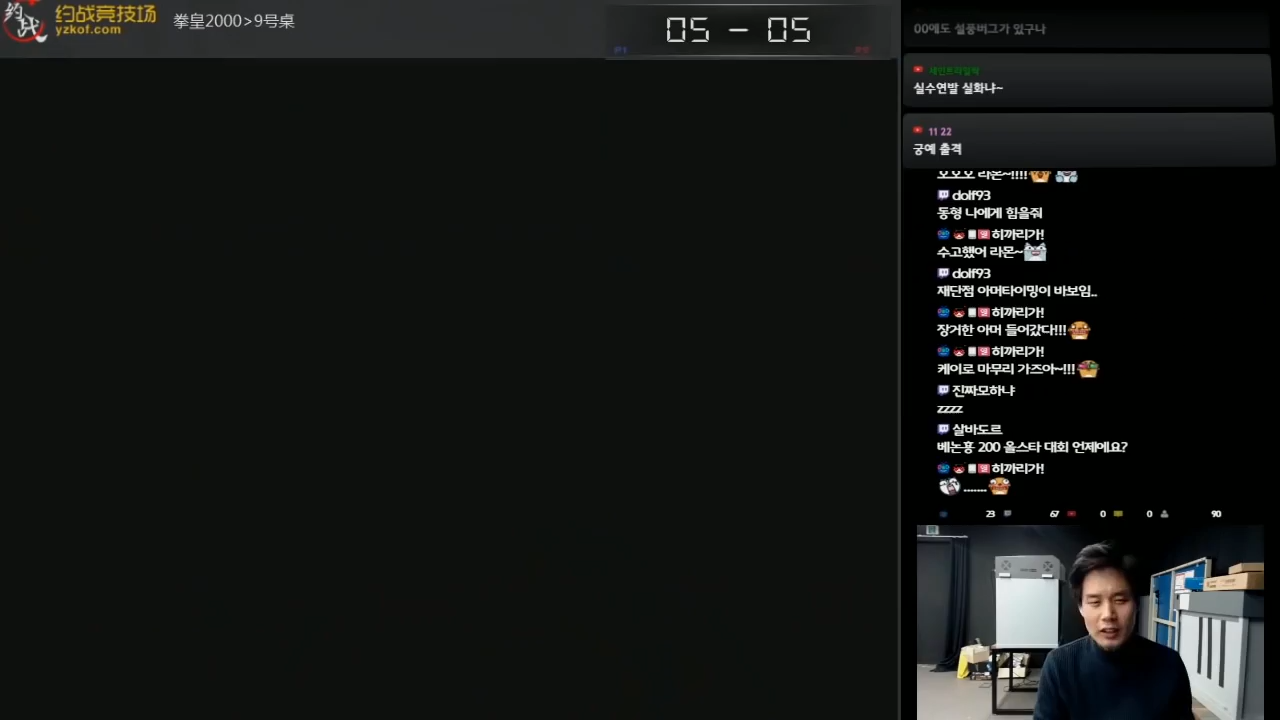 约战竞技场
yzkof.com
拳皇2000>9号桌
05 - 05
P1
00에도 설풍버그가 있구나
실수연발 실화냐~
11 22
궁예 출격
오오오 라몬~!!!!
dolf93
동형 나에게 힘을줘
히까리가!
수고했어 라몬~
dolf93
재단점 아머타이밍이 바보임..
히까리가!
장거한 아머 들어갔다!!!
히까리가!
케이로 마무리 가즈아~!!!
진짜모하냐
zzzz
살바도르
베논흥 200 올스타 대회 언제에요?
히까리가!
.......
23 67 0 0 90